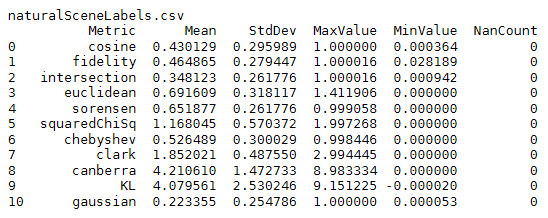 naturalSceneLabels.csv
Metric Mean StdDev MaxValue MinValue NanCount
0 cosine 0.430129 0.295989 1.000000 0.000364 0
1 fidelity 0.464865 0.279447 1.000016 0.028189 0
2 intersection 0.348123 0.261776 1.000016 0.000942 0
3 euclidean 0.691609 0.318117 1.411906 0.000000 0
4 sorensen 0.651877 0.261776 0.999058 0.000000 0
5 squaredChiSq 1.168045 0.570372 1.997268 0.000000 0
6 chebyshev 0.526489 0.300029 0.998446 0.000000 0
7 clark 1.852021 0.487550 2.994445 0.000000 0
8 canberra 4.210610 1.472733 8.983334 0.000000 0
9 KL 4.079561 2.530246 9.151225 -0.000020 0
10 gaussian 0.223355 0.254786 1.000000 0.000053 0